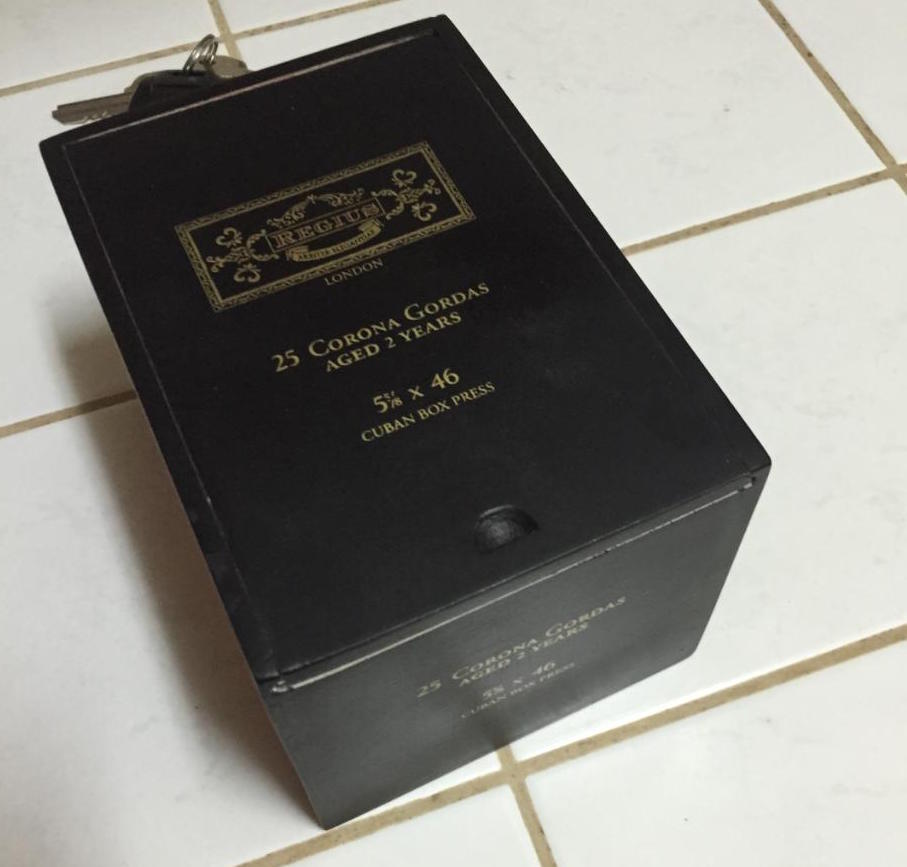 REGIUS
LONDON
25 CORONA GORDAS
AGED 2 YEARS
5⅝ x 46
CUBAN BOX PRESS
25 CORONA GORDAS
AGED 2 YEARS
5⅝ x 46
CUBAN BOX PRESS